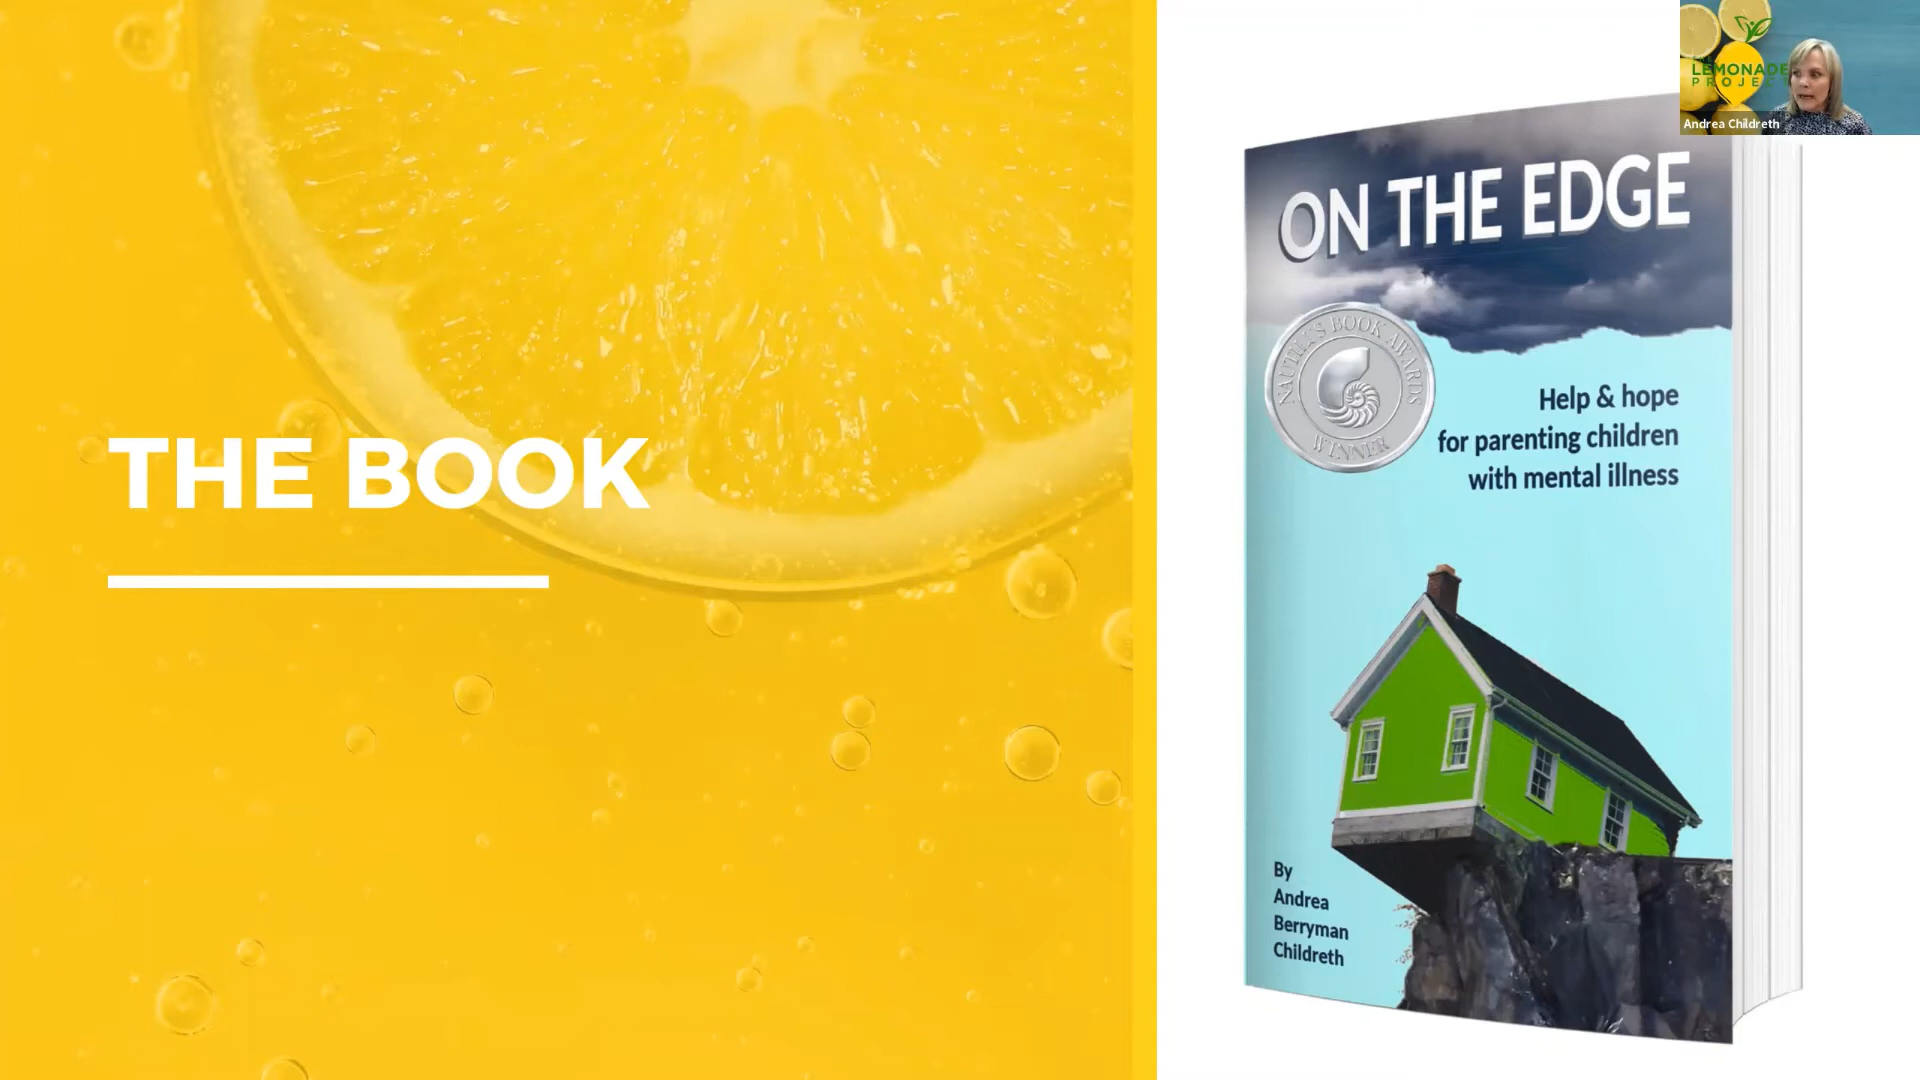 THE BOOK
ON THE EDGE
NAUTILUS BOOK AWARDS
WINNER
Help & hope
for parenting children
with mental illness
By
Andrea
Berryman
Childreth
LEMONADE
PROJECT
Andrea Childreth